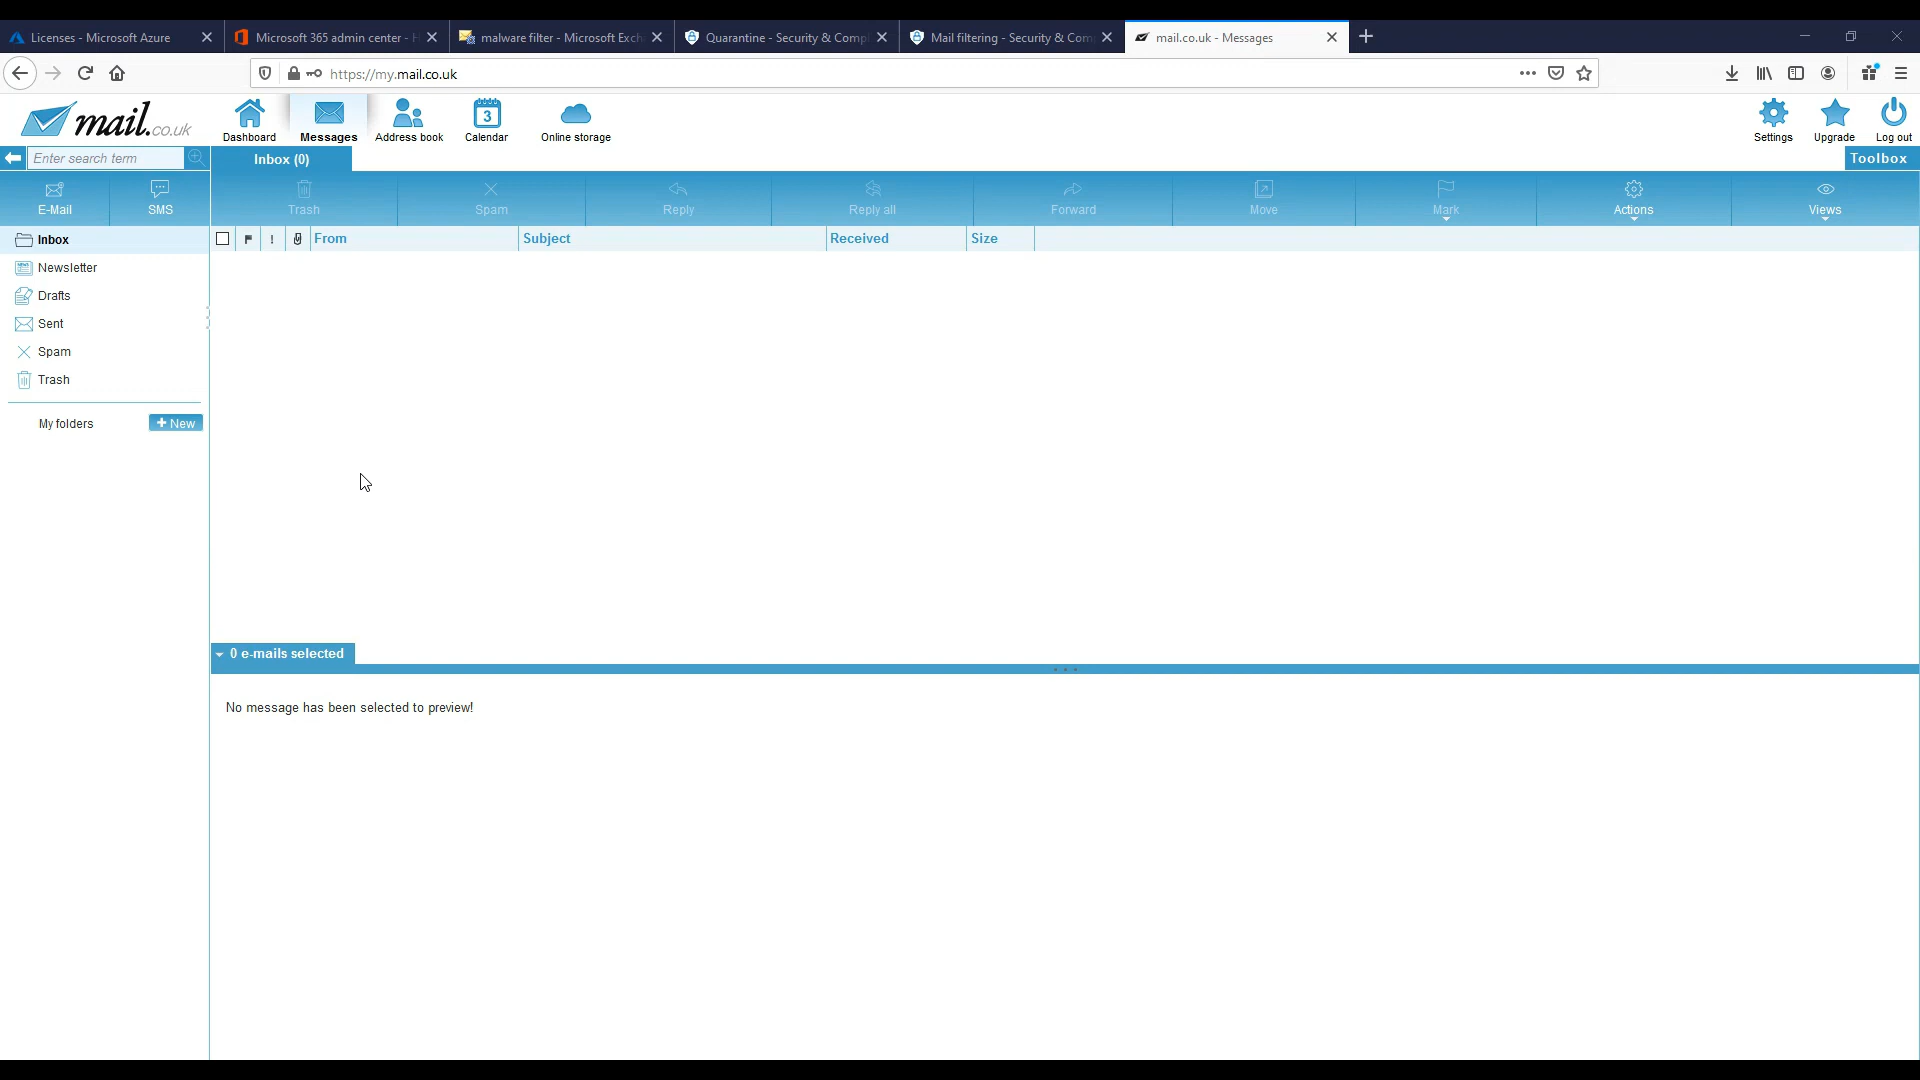 Licenses - Microsoft Azure
Microsoft 365 admin center - H
malware filter - Microsoft Exch
Quarantine - Security & Compl
Mail filtering - Security & Com
mail.co.uk - Messages
https://my.mail.co.uk
mail.co.uk
Dashboard
Messages
Address book
3
Calendar
Online storage
Settings
Upgrade
Log out
Enter search term
Inbox (0)
Toolbox
E-Mail
SMS
Trash
Spam
Reply
Reply all
Forward
Move
Mark
Actions
Views
Inbox
! From Subject Received Size
Newsletter
Drafts
Sent
Spam
Trash
My folders
+ New
0 e-mails selected
No message has been selected to preview!